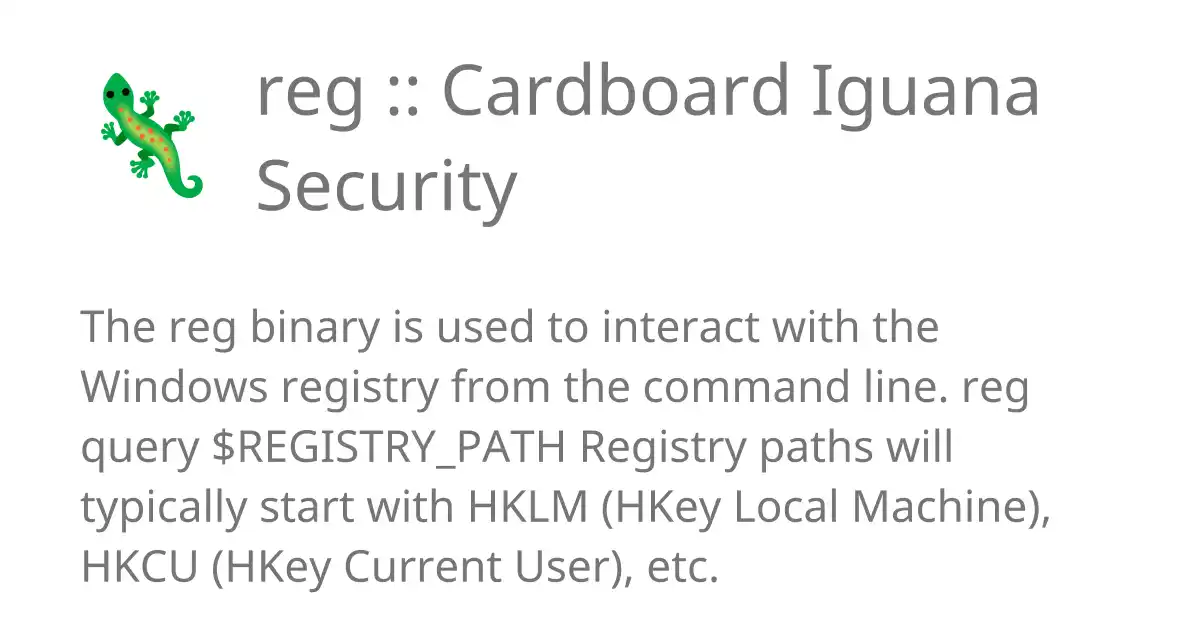 reg :: Cardboard Iguana
Security
The reg binary is used to interact with the
Windows registry from the command line. reg
query $REGISTRY_PATH Registry paths will
typically start with HKLM (HKey Local Machine),
HKCU (HKey Current User), etc.